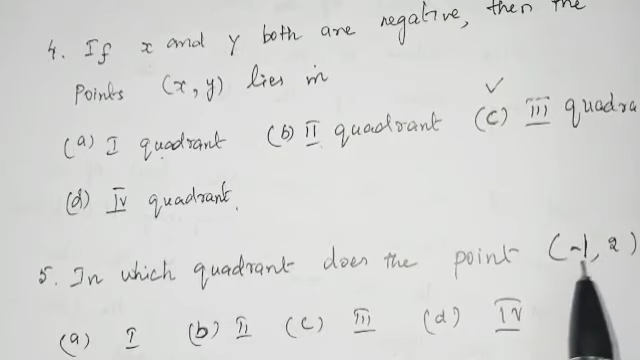 4. If x and y both are negative, then the
Points (x, y) lies in
(a) I quadrant (b) II quadrant (c) III quadra
(d) IV quadrant.
5. In which quadrant does the point (-1, 2)
(a) I (b) II (c) III (d) IV